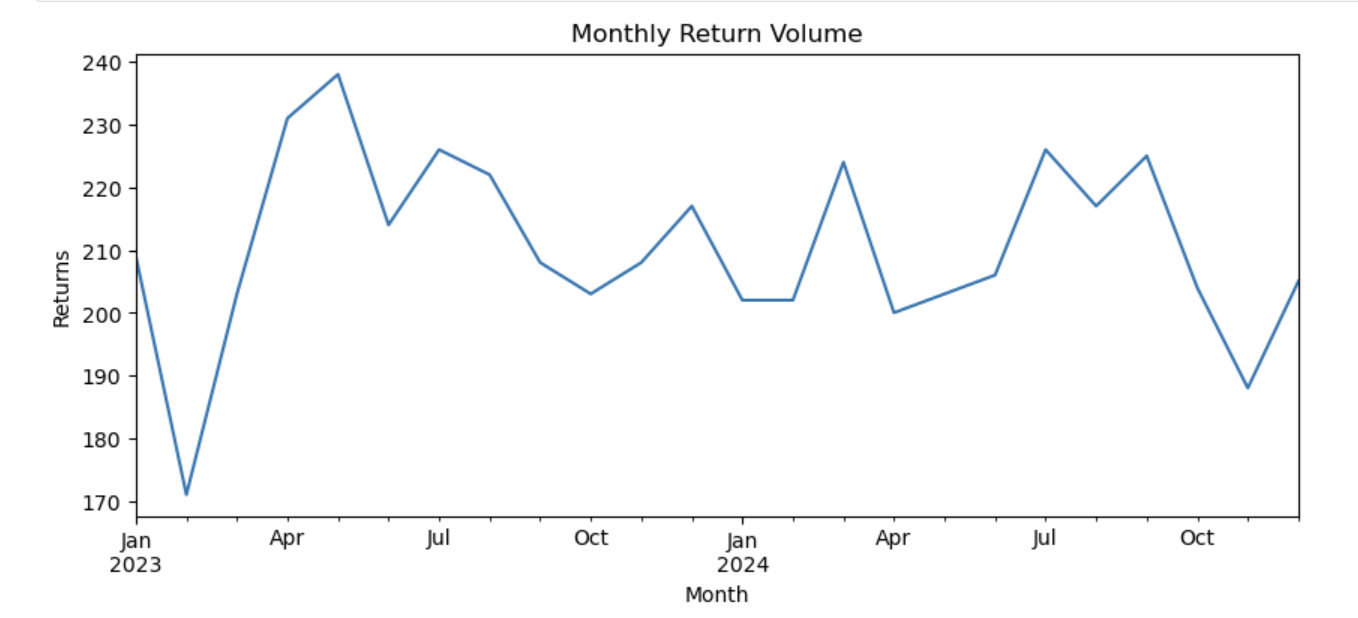 Monthly Return Volume
240
230
220
210
200
190
180
170
Returns
Jan Apr Jul Oct Jan Apr Jul Oct
2023 2024
Month